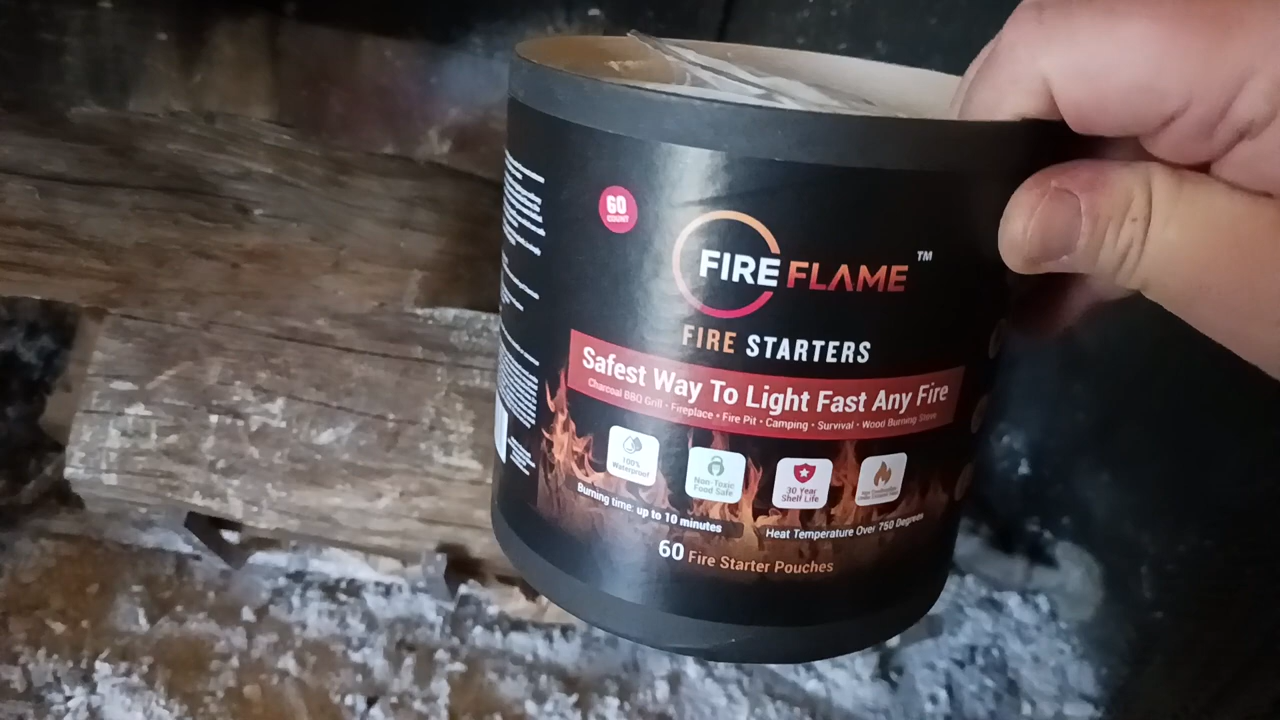 60
COUNT
FIRE FLAME™
FIRE STARTERS
Safest Way To Light Fast Any Fire
Charcoal BBQ Grill • Fireplace • Fire Pit • Camping • Survival • Wood Burning Stove
100%
Waterproof
Non-Toxic
Food Safe
30 Year
Shelf Life
Burning time: up to 10 minutes
Heat Temperature Over 750 Degrees
60 Fire Starter Pouches